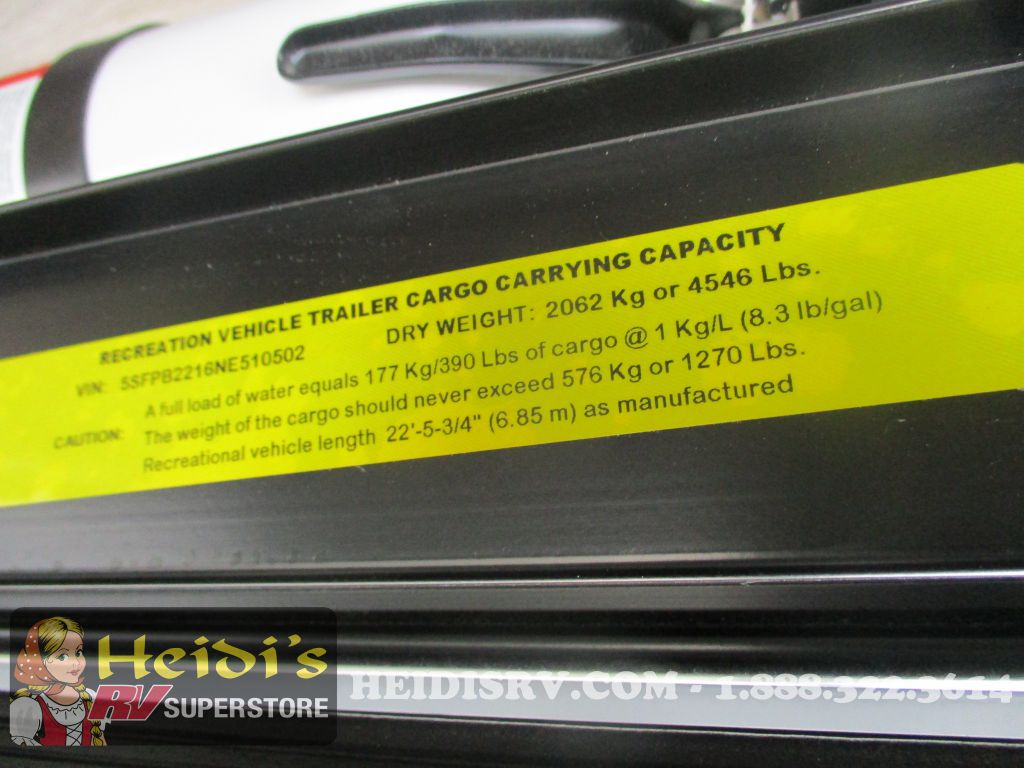 RECREATION VEHICLE TRAILER CARGO CARRYING CAPACITY
VIN: 5SFPB2216NE510502 DRY WEIGHT: 2062 Kg or 4546 Lbs.
A full load of water equals 177 Kg/390 Lbs of cargo @ 1 Kg/L (8.3 lb/gal)
CAUTION: The weight of the cargo should never exceed 576 Kg or 1270 Lbs.
Recreational vehicle length 22'-5-3/4" (6.85 m) as manufactured
Heidi's
RV SUPERSTORE
HEIDISRV.COM - 1.888.322.3614